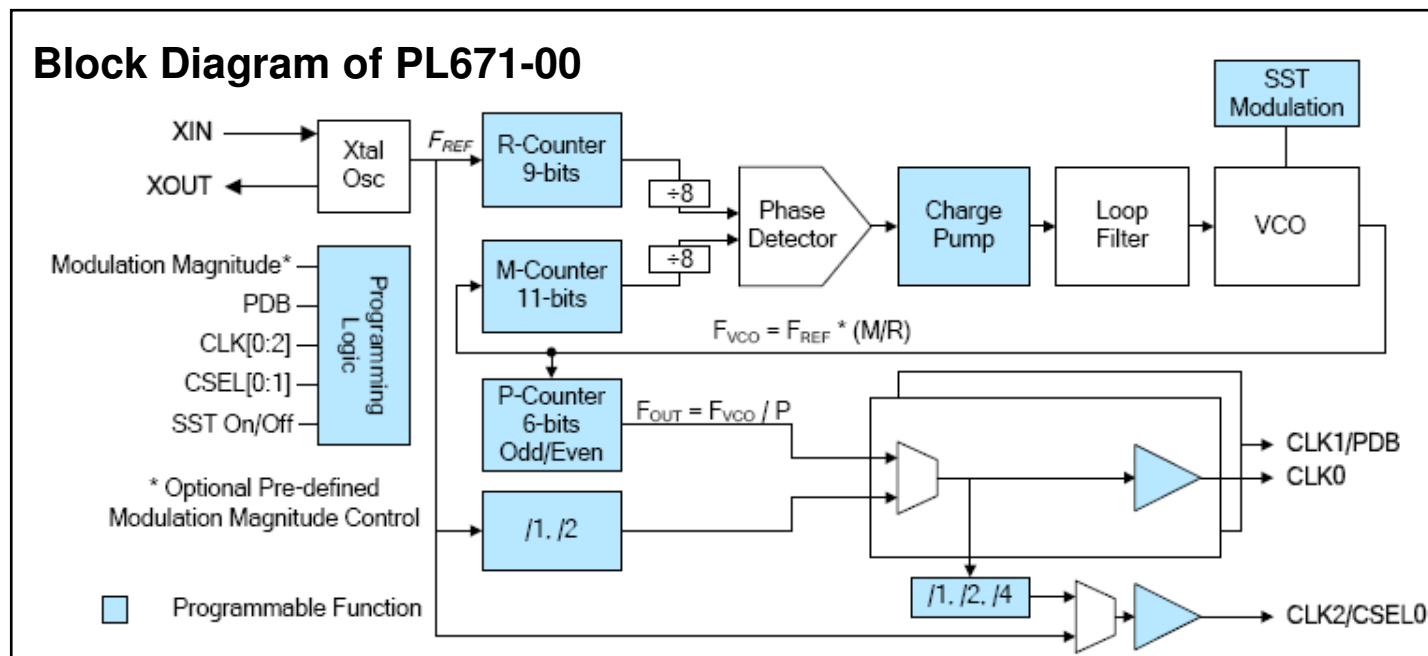 Block Diagram of PL671-00
SST
Modulation
XIN
XOUT
Xtal
Osc
FREF
R-Counter
9-bits
÷8
Phase
Detector
Charge
Pump
Loop
Filter
VCO
M-Counter
11-bits
÷8
FVCO = FREF * (M/R)
Modulation Magnitude*
PDB
CLK[0:2]
CSEL[0:1]
SST On/Off
Programming
Logic
P-Counter
6-bits
Odd/Even
FOUT = FVCO / P
CLK1/PDB
CLK0
* Optional Pre-defined
Modulation Magnitude Control
/1, /2
/1, /2, /4
CLK2/CSEL0
Programmable Function